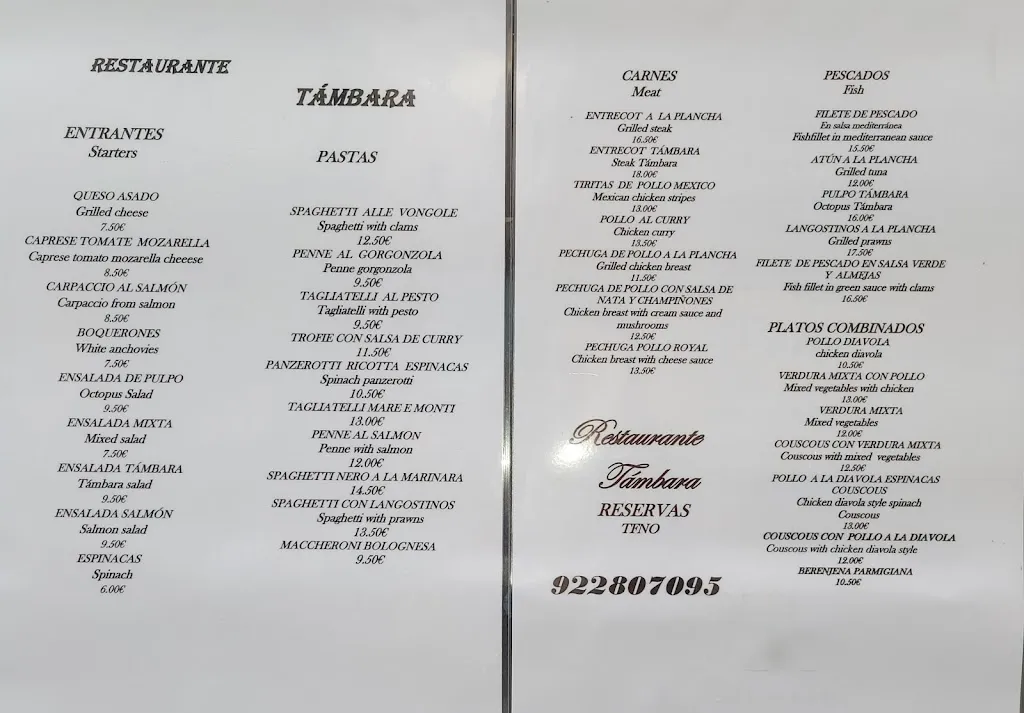 RESTAURANTE
TÁMBARA
ENTRANTES
Starters
QUESO ASADO
Grilled cheese
7.50€
CAPRESE TOMATE MOZARELLA
Caprese tomato mozarella cheeese
8.50€
CARPACCIO AL SALMÓN
Carpaccio from salmon
8.50€
BOQUERONES
White anchovies
7.50€
ENSALADA DE PULPO
Octopus Salad
9.50€
ENSALADA MIXTA
Mixed salad
7.50€
ENSALADA TÁMBARA
Támbara salad
9.50€
ENSALADA SALMÓN
Salmon salad
9.50€
ESPINACAS
Spinach
6.00€
PASTAS
SPAGHETTI ALLE VONGOLE
Spaghetti with clams
12.50€
PENNE AL GORGONZOLA
Penne gorgonzola
9.50€
TAGLIATELLI AL PESTO
Tagliatelli with pesto
9.50€
TROFIE CON SALSA DE CURRY
11.50€
PANZEROTTI RICOTTA ESPINACAS
Spinach panzerotti
10.50€
TAGLIATELLI MARE E MONTI
13.00€
PENNE AL SALMON
Penne with salmon
12.00€
SPAGHETTI NERO A LA MARINARA
14.50€
SPAGHETTI CON LANGOSTINOS
Spaghetti with prawns
13.50€
MACCHERONI BOLOGNESA
9.50€
CARNES
Meat
ENTRECOT A LA PLANCHA
Grilled steak
16.50€
ENTRECOT TÁMBARA
Steak Támbara
18.00€
TIRITAS DE POLLO MEXICO
Mexican chicken stripes
13.00€
POLLO AL CURRY
Chicken curry
13.50€
PECHUGA DE POLLO A LA PLANCHA
Grilled chicken breast
11.50€
PECHUGA DE POLLO CON SALSA DE
NATA Y CHAMPIÑONES
Chicken breast with cream sauce and
mushrooms
12.50€
PECHUGA POLLO ROYAL
Chicken breast with cheese sauce
13.50€
Restaurante
Támbara
RESERVAS
TFNO
922807095
PESCADOS
Fish
FILETE DE PESCADO
En salsa mediterránea
Fishfillet in mediterranean sauce
15.50€
ATÚN A LA PLANCHA
Grilled tuna
12.00€
PULPO TÁMBARA
Octopus Támbara
16.00€
LANGOSTINOS A LA PLANCHA
Grilled prawns
17.50€
FILETE DE PESCADO EN SALSA VERDE
Y ALMEJAS
Fish fillet in green sauce with clams
16.50€
PLATOS COMBINADOS
POLLO DIAVOLA
chicken diavola
10.50€
VERDURA MIXTA CON POLLO
Mixed vegetables with chicken
13.00€
VERDURA MIXTA
Mixed vegetables
12.00€
COUSCOUS CON VERDURA MIXTA
Couscous with mixed vegetables
12.50€
POLLO A LA DIAVOLA ESPINACAS
COUSCOUS
Chicken diavola style spinach
Couscous
13.00€
COUSCOUS CON POLLO A LA DIAVOLA
Couscous with chicken diavola style
12.00€
BERENJENA PARMIGIANA
10.50€